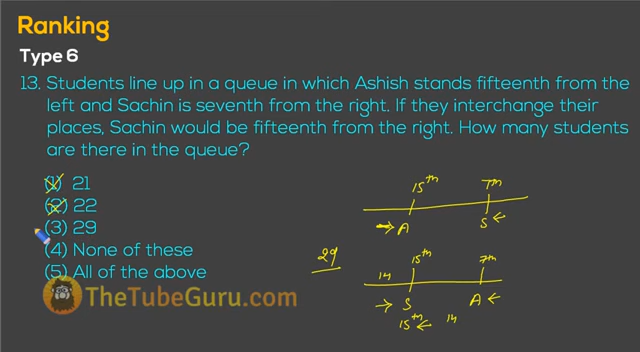 Ranking
Type 6
13. Students line up in a queue in which Ashish stands fifteenth from the
left and Sachin is seventh from the right. If they interchange their
places, Sachin would be fifteenth from the right. How many students
are there in the queue?
(1) 21
(2) 22
(3) 29
(4) None of these
(5) All of the above
TheTubeGuru.com
15th 7th
A S
29
15th 7th
14
S A
15th 14